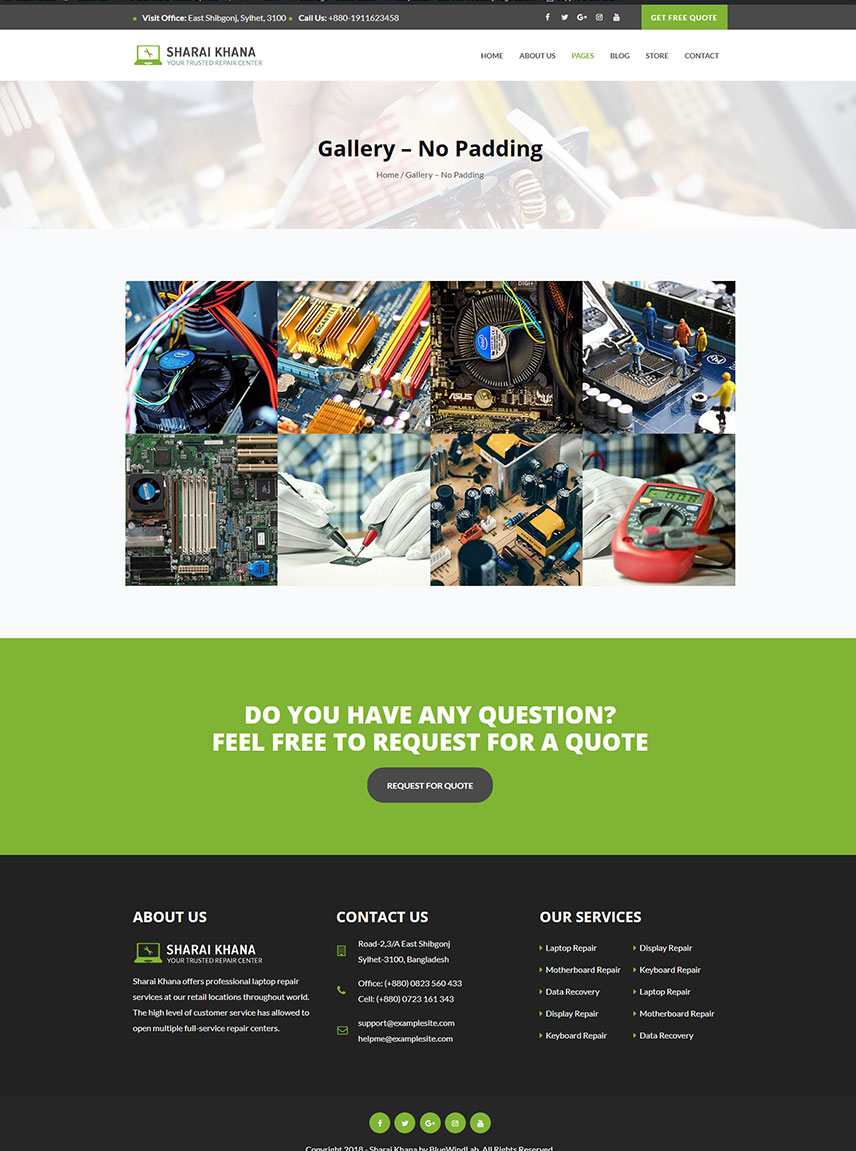 Visit Office: East Shibgonj, Sylhet, 3100 Call Us: +880-1911623458
GET FREE QUOTE
SHARAI KHANA
YOUR TRUSTED REPAIR CENTER
HOME ABOUT US PAGES BLOG STORE CONTACT
Gallery – No Padding
Home / Gallery – No Padding
DIGI+
GIGABYTE
intel
ASUS
DO YOU HAVE ANY QUESTION?
FEEL FREE TO REQUEST FOR A QUOTE
REQUEST FOR QUOTE
ABOUT US
SHARAI KHANA
YOUR TRUSTED REPAIR CENTER
Sharai Khana offers professional laptop repair
services at our retail locations throughout world.
The high level of customer service has allowed to
open multiple full-service repair centers.
CONTACT US
Road-2,3/A East Shibgonj
Sylhet-3100, Bangladesh
Office: (+880) 0823 560 433
Cell: (+880) 0723 161 343
support@examplesite.com
helpme@examplesite.com
OUR SERVICES
Laptop Repair Display Repair
Motherboard Repair Keyboard Repair
Data Recovery Laptop Repair
Display Repair Motherboard Repair
Keyboard Repair Data Recovery
Copyright 2018 - Sharai Khana by BlueWindLab. All Rights Reserved